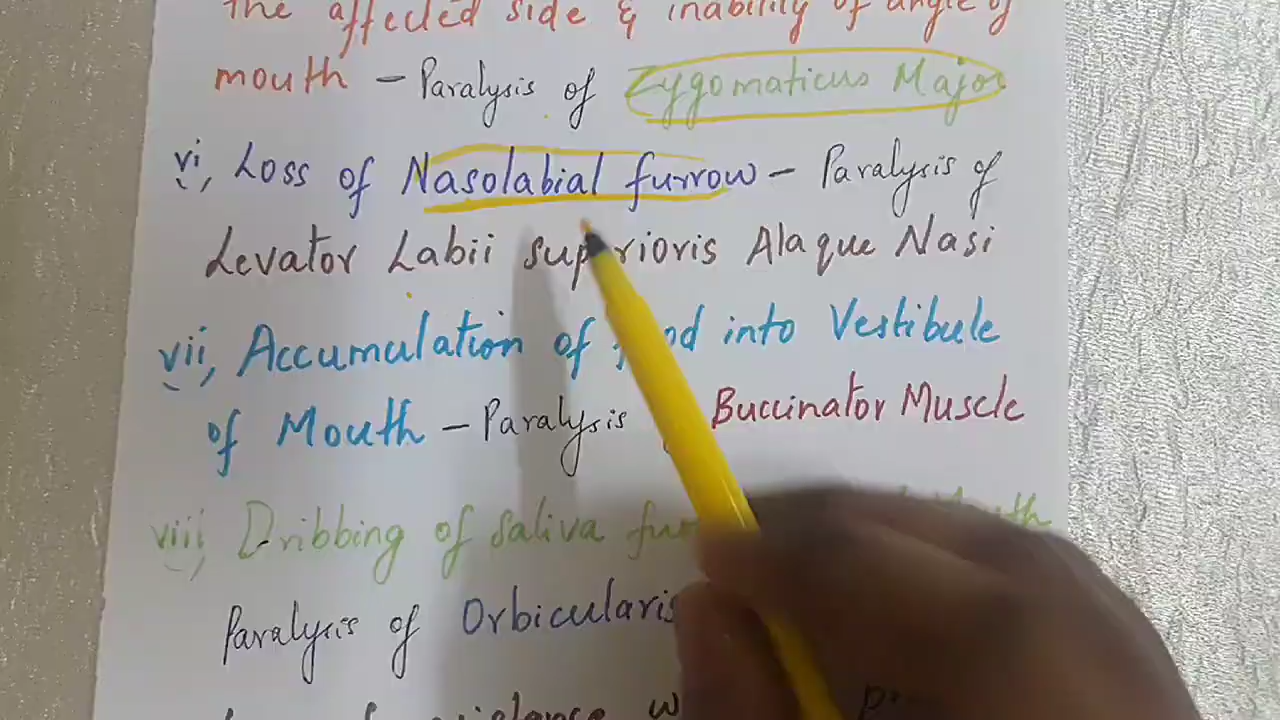 the affected side & inability of angle of
mouth - Paralysis of Zygomaticus Major
vi, Loss of Nasolabial furrow - Paralysis of
Levator Labii superioris Alaque Nasi
vii, Accumulation of food into Vestibule
of Mouth - Paralysis Buccinator Muscle
viii, Dribbing of saliva
Paralysis of Orbicularis